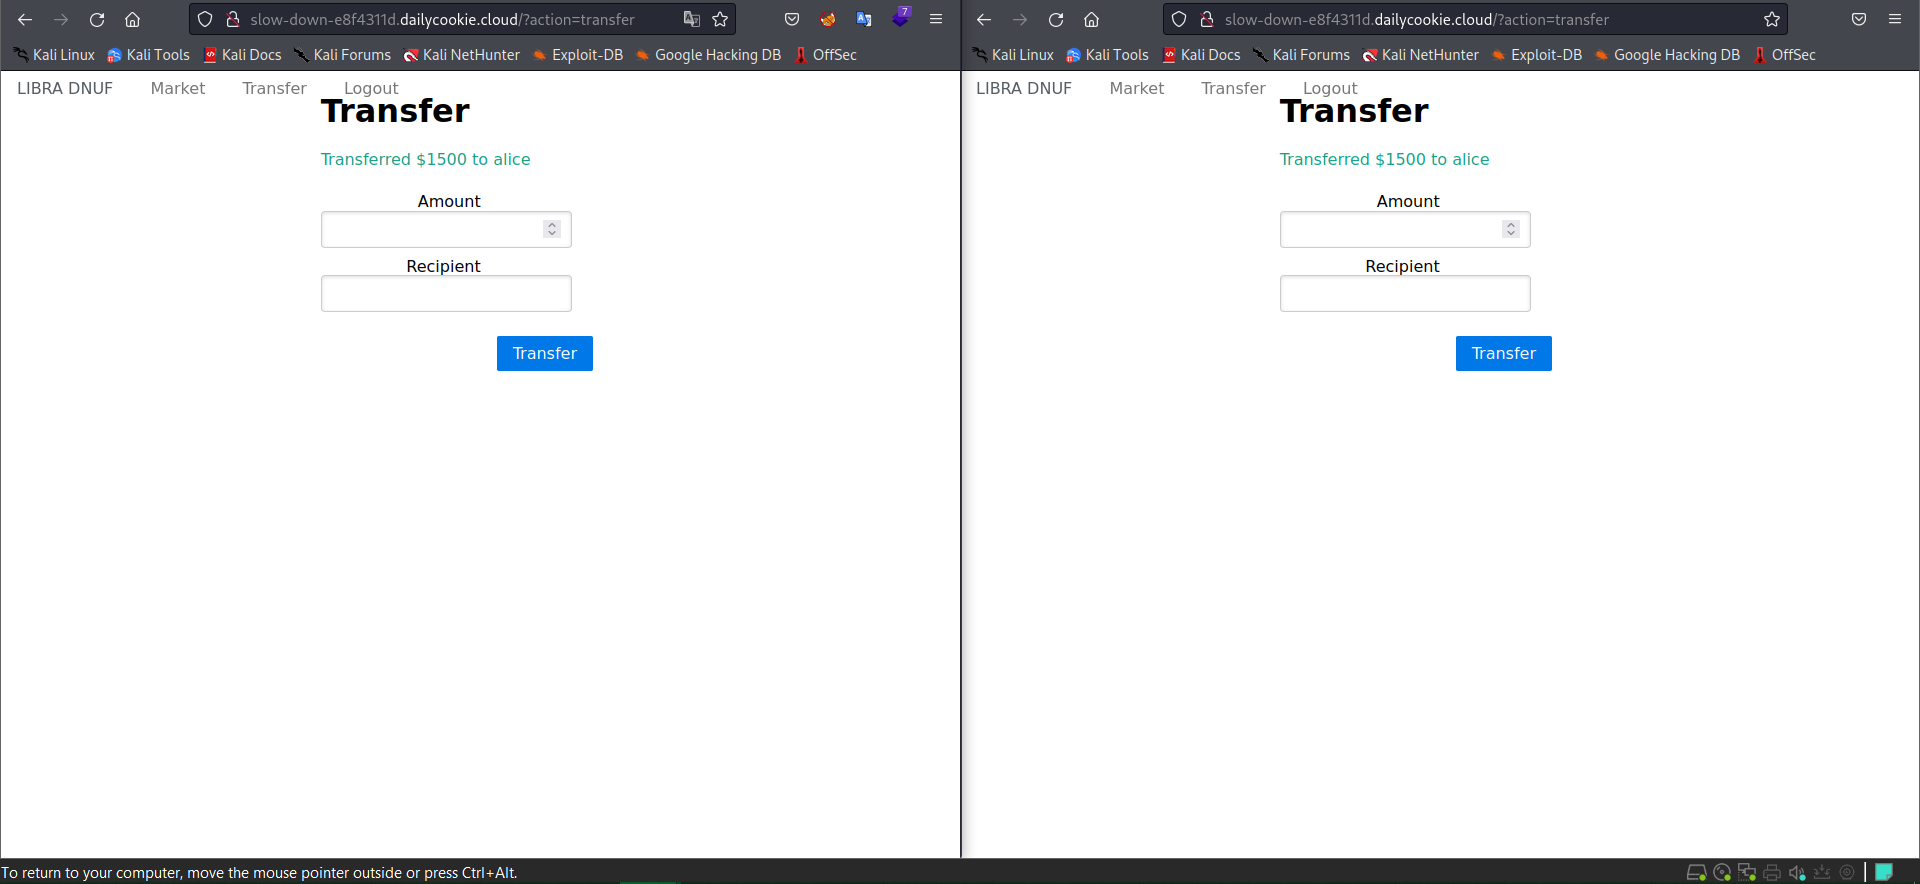 slow-down-e8f4311d.dailycookie.cloud/?action=transfer
7
Kali Linux Kali Tools Kali Docs Kali Forums Kali NetHunter Exploit-DB Google Hacking DB OffSec
LIBRA DNUF Market Transfer Logout
Transfer
Transferred $1500 to alice
Amount
Recipient
Transfer
slow-down-e8f4311d.dailycookie.cloud/?action=transfer
Kali Linux Kali Tools Kali Docs Kali Forums Kali NetHunter Exploit-DB Google Hacking DB OffSec
LIBRA DNUF Market Transfer Logout
Transfer
Transferred $1500 to alice
Amount
Recipient
Transfer
To return to your computer, move the mouse pointer outside or press Ctrl+Alt.